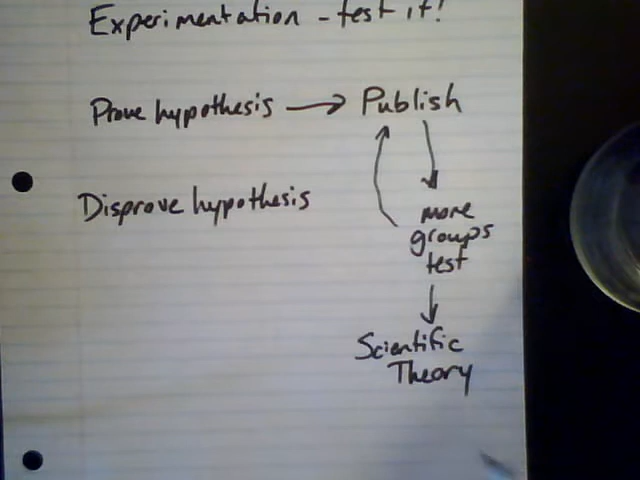 Experimentation - test it!
Prove hypothesis → Publish
Disprove hypothesis
more
groups
test
Scientific
Theory